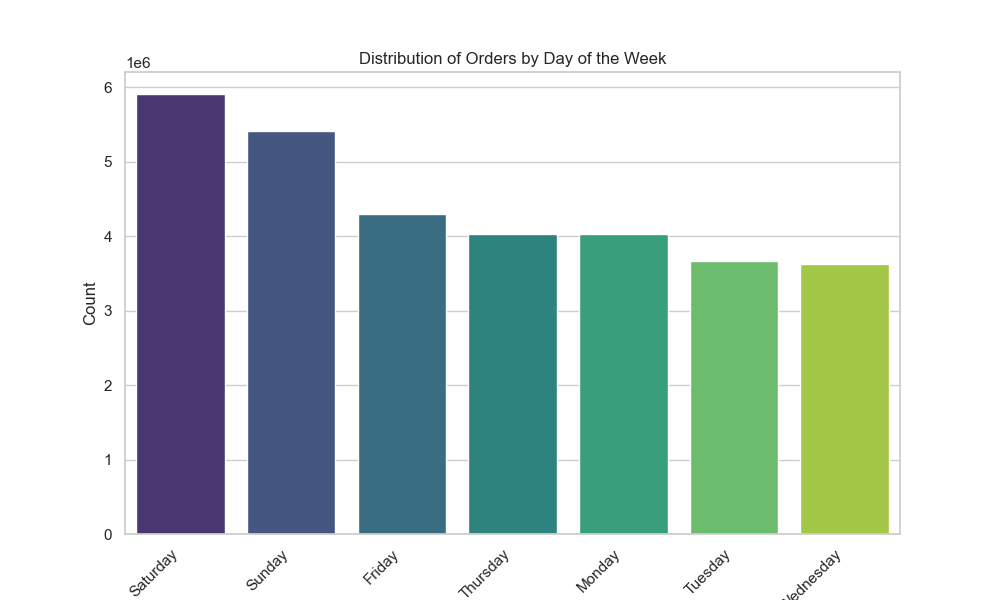 Distribution of Orders by Day of the Week
1e6
6
5
4
3
2
1
0
Count
Saturday
Sunday
Friday
Thursday
Monday
Tuesday
Wednesday